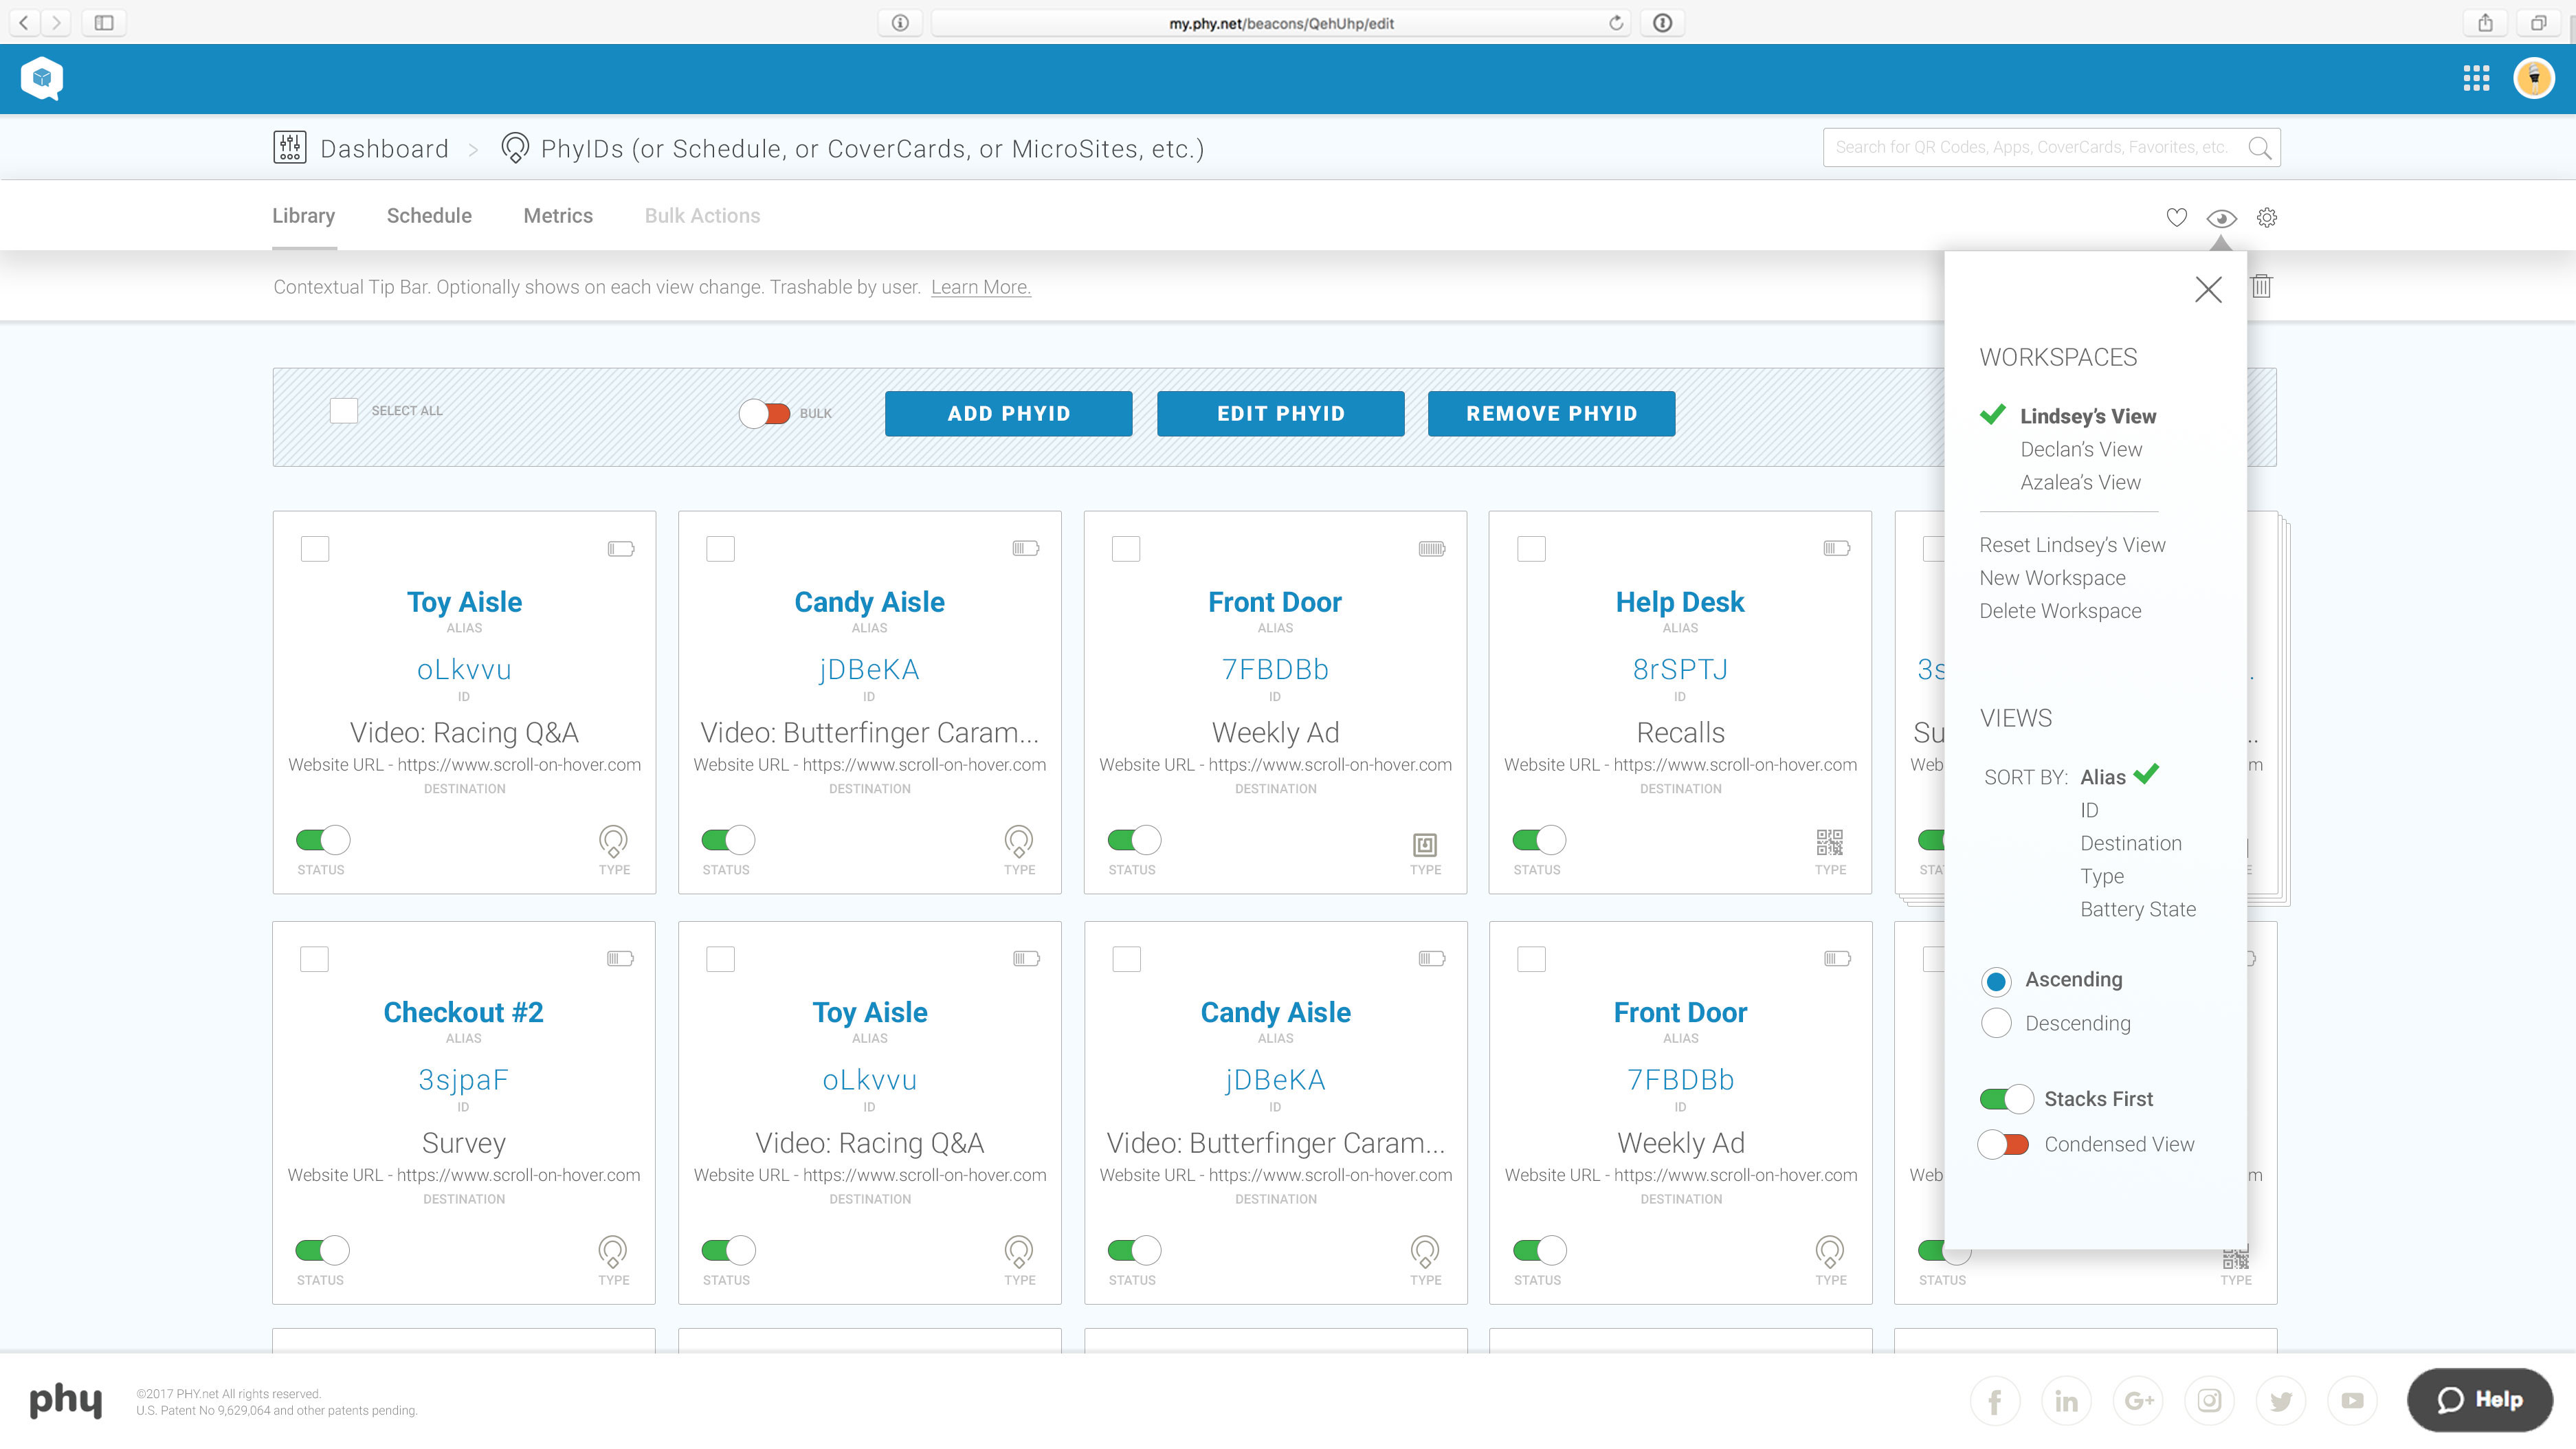 my.phy.net/beacons/QehUhp/edit
Dashboard > PhyIDs (or Schedule, or CoverCards, or MicroSites, etc.)
Search for QR Codes, Apps, CoverCards, Favorites, etc.
Library Schedule Metrics Bulk Actions
Contextual Tip Bar. Optionally shows on each view change. Trashable by user. Learn More.
SELECT ALL
BULK
ADD PHYID
EDIT PHYID
REMOVE PHYID
Toy Aisle
ALIAS
oLkvvu
ID
Video: Racing Q&A
Website URL - https://www.scroll-on-hover.com
DESTINATION
STATUS
TYPE
Candy Aisle
ALIAS
jDBeKA
ID
Video: Butterfinger Caram...
Website URL - https://www.scroll-on-hover.com
DESTINATION
STATUS
TYPE
Front Door
ALIAS
7FBDBb
ID
Weekly Ad
Website URL - https://www.scroll-on-hover.com
DESTINATION
STATUS
TYPE
Help Desk
ALIAS
8rSPTJ
ID
Recalls
Website URL - https://www.scroll-on-hover.com
DESTINATION
STATUS
TYPE
Checkout #2
ALIAS
3sjpaF
ID
Survey
Website URL - https://www.scroll-on-hover.com
DESTINATION
STATUS
TYPE
Toy Aisle
ALIAS
oLkvvu
ID
Video: Racing Q&A
Website URL - https://www.scroll-on-hover.com
DESTINATION
STATUS
TYPE
Candy Aisle
ALIAS
jDBeKA
ID
Video: Butterfinger Caram...
Website URL - https://www.scroll-on-hover.com
DESTINATION
STATUS
TYPE
Front Door
ALIAS
7FBDBb
ID
Weekly Ad
Website URL - https://www.scroll-on-hover.com
DESTINATION
STATUS
TYPE
STATUS
TYPE
WORKSPACES
Lindsey's View
Declan's View
Azalea's View
Reset Lindsey's View
New Workspace
Delete Workspace
VIEWS
SORT BY: Alias
ID
Destination
Type
Battery State
Ascending
Descending
Stacks First
Condensed View
phy
©2017 PHY.net All rights reserved.
U.S. Patent No 9,629,064 and other patents pending.
f
in
G+
Help